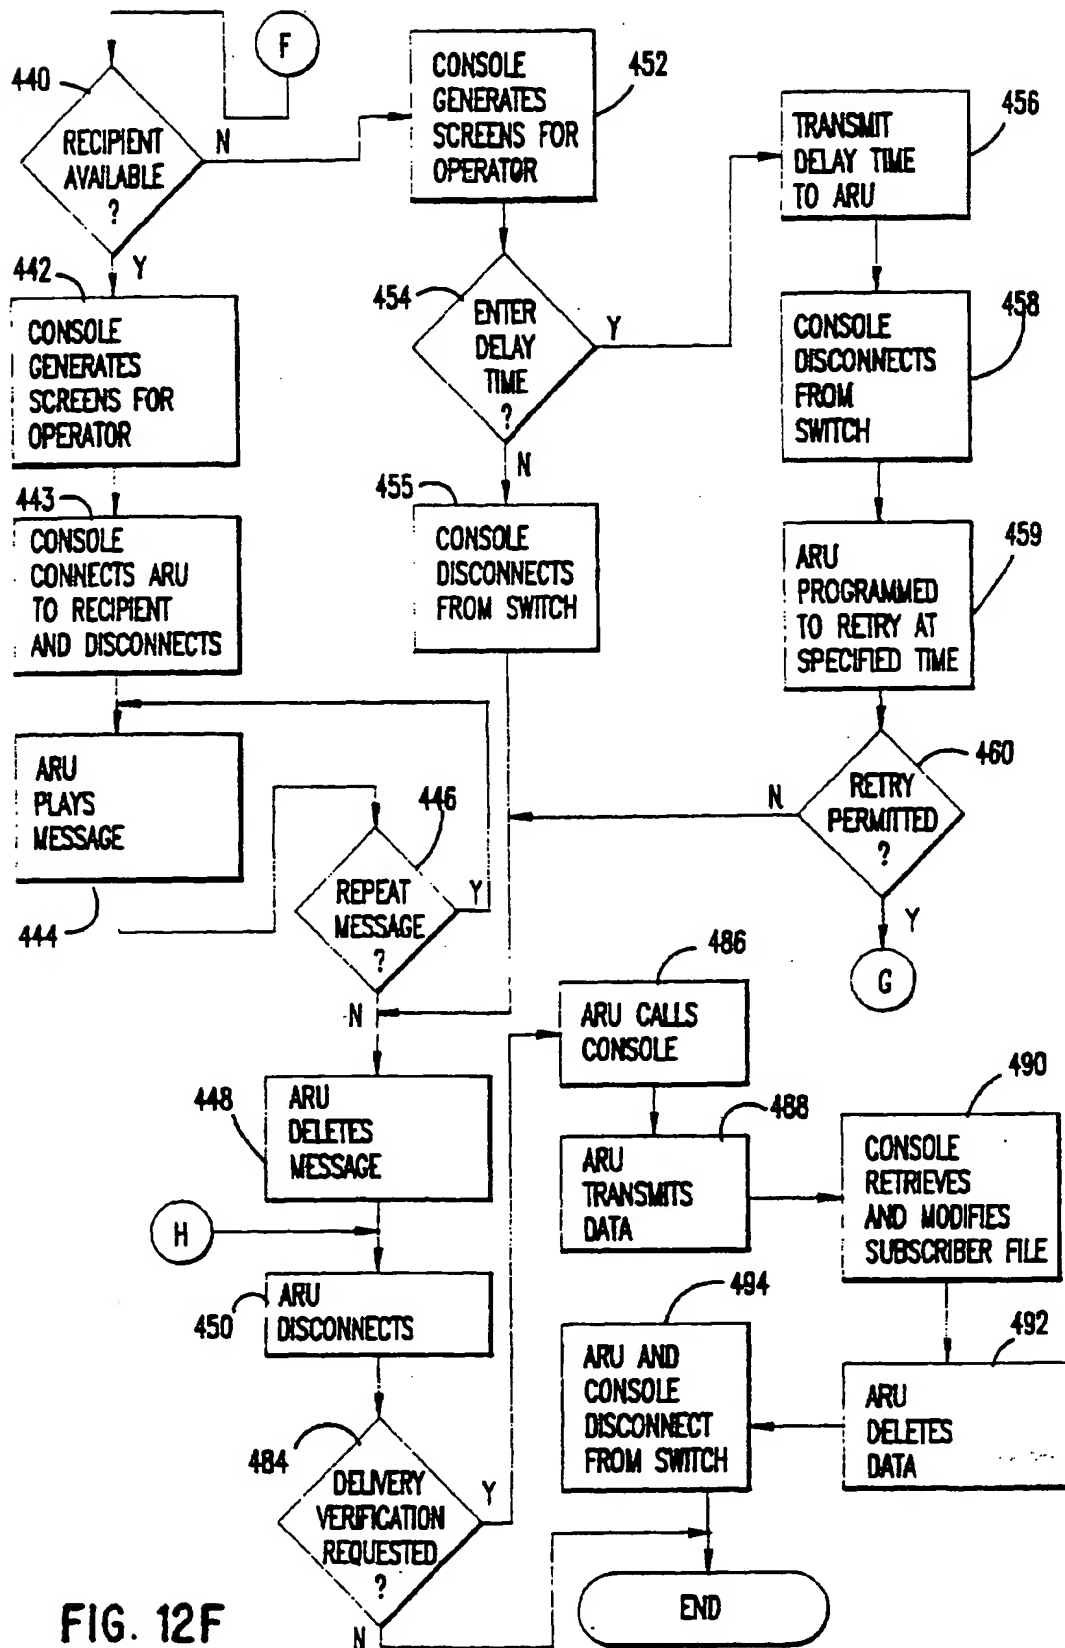 F
440
RECIPIENT
AVAILABLE
?
N
Y
442
CONSOLE
GENERATES
SCREENS FOR
OPERATOR
443
CONSOLE
CONNECTS ARU
TO RECIPIENT
AND DISCONNECTS
ARU
PLAYS
MESSAGE
444
446
REPEAT
MESSAGE
?
Y
N
448
ARU
DELETES
MESSAGE
H
450
ARU
DISCONNECTS
484
DELIVERY
VERIFICATION
REQUESTED
?
Y
N
452
CONSOLE
GENERATES
SCREENS FOR
OPERATOR
454
ENTER
DELAY
TIME
?
Y
N
455
CONSOLE
DISCONNECTS
FROM SWITCH
456
TRANSMIT
DELAY TIME
TO ARU
458
CONSOLE
DISCONNECTS
FROM
SWITCH
459
ARU
PROGRAMMED
TO RETRY AT
SPECIFIED TIME
460
RETRY
PERMITTED
?
N
Y
G
486
ARU CALLS
CONSOLE
488
ARU
TRANSMITS
DATA
490
CONSOLE
RETRIEVES
AND MODIFIES
SUBSCRIBER FILE
492
ARU
DELETES
DATA
494
ARU AND
CONSOLE
DISCONNECT
FROM SWITCH
END
FIG. 12F